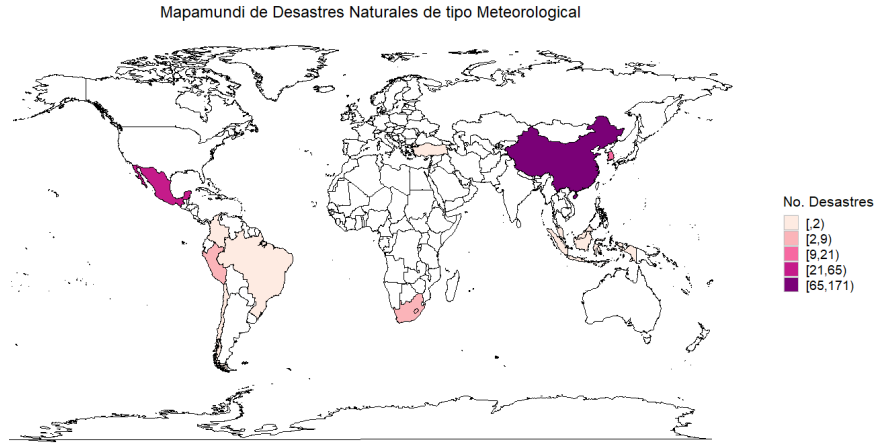 Mapamundi de Desastres Naturales de tipo Meteorological
No. Desastres
[,2)
[2,9)
[9,21)
[21,65)
[65,171)